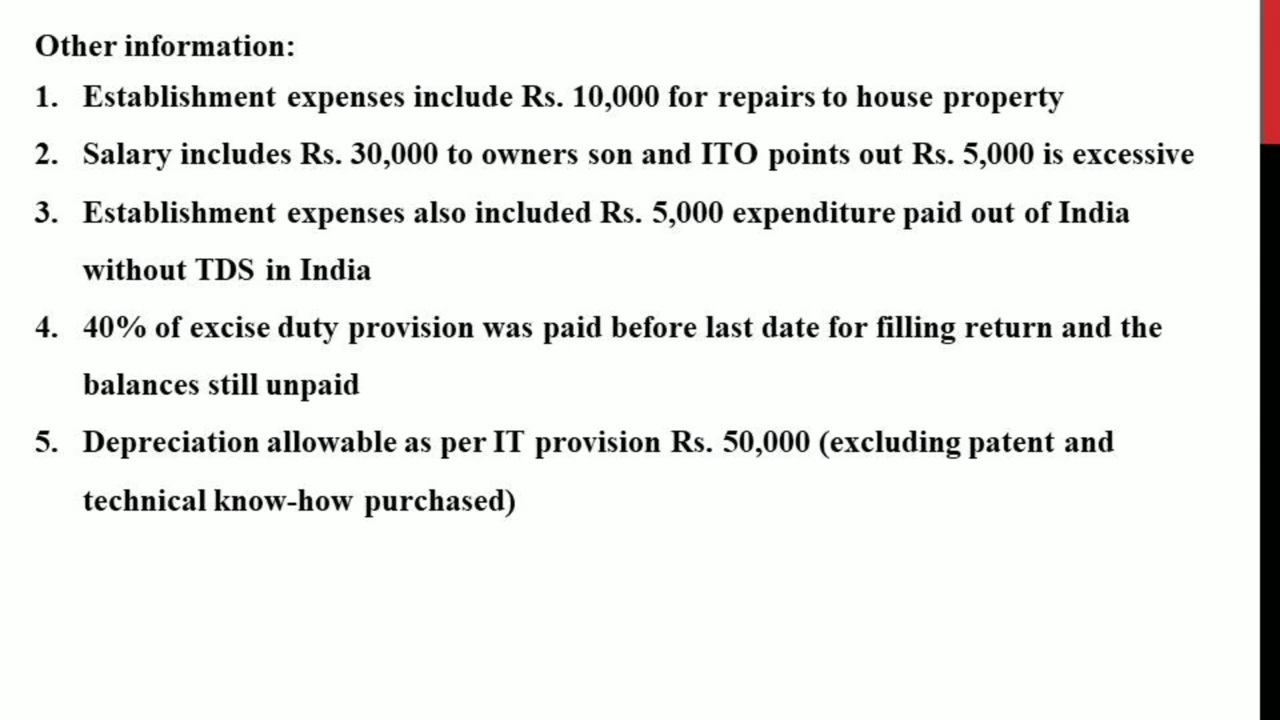 Other information:
1. Establishment expenses include Rs. 10,000 for repairs to house property
2. Salary includes Rs. 30,000 to owners son and ITO points out Rs. 5,000 is excessive
3. Establishment expenses also included Rs. 5,000 expenditure paid out of India
without TDS in India
4. 40% of excise duty provision was paid before last date for filling return and the
balances still unpaid
5. Depreciation allowable as per IT provision Rs. 50,000 (excluding patent and
technical know-how purchased)